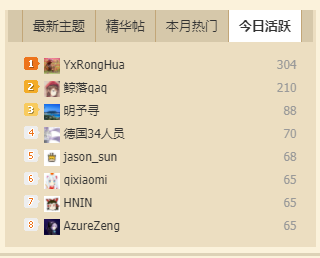 最新主题 精华帖 本月热门 今日活跃
1 YxRongHua 304
2 鲸落qaq 210
3 明予寻 88
4 德国34人员 70
5 jason_sun 68
6 qixiaomi 65
7 HNIN 65
8 AzureZeng 65